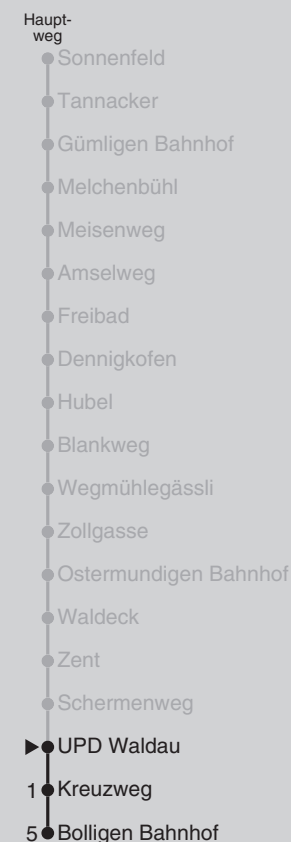 Haupt-
weg
Sonnenfeld
Tannacker
Gümligen Bahnhof
Melchenbühl
Meisenweg
Amselweg
Freibad
Dennigkofen
Hubel
Blankweg
Wegmühlegässli
Zollgasse
Ostermundigen Bahnhof
Waldeck
Zent
Schermenweg
UPD Waldau
1 Kreuzweg
5 Bolligen Bahnhof